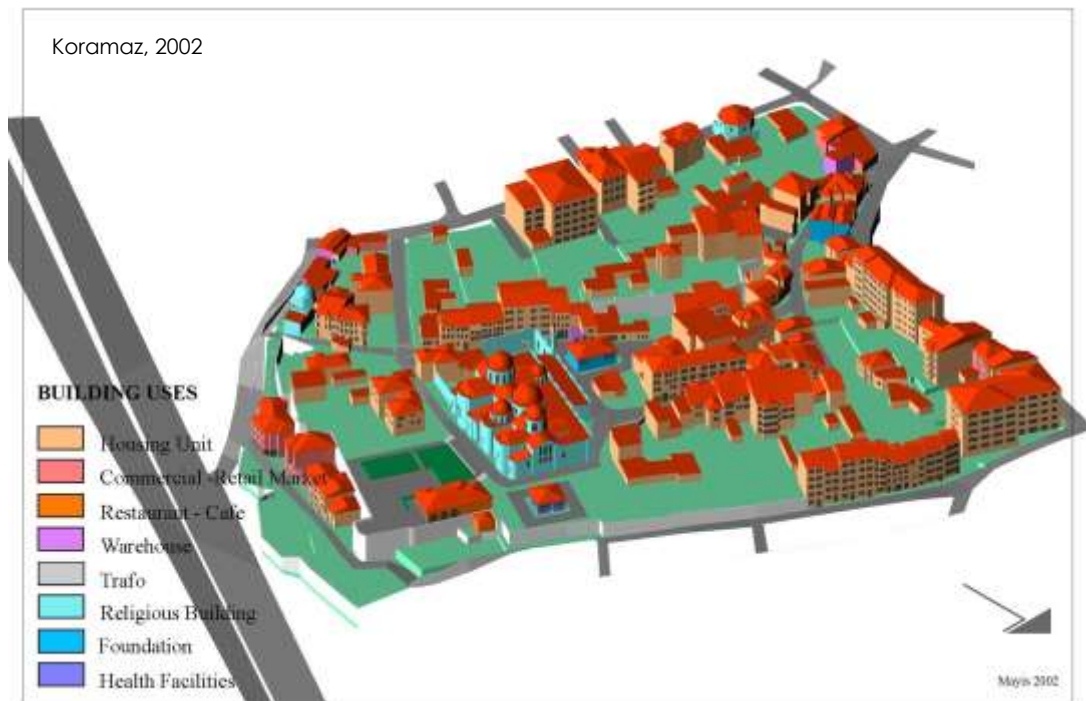 Koramaz, 2002
BUILDING USES
Housing Unit
Commercial -Retail Market
Restaurant - Cafe
Warehouse
Trafo
Religious Building
Foundation
Health Facilities
Mayis 2002